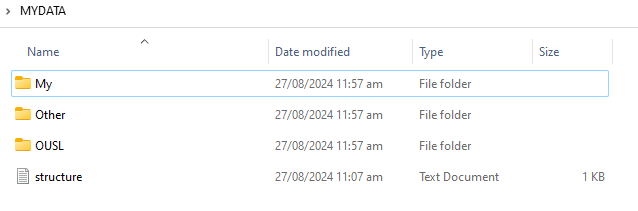 MYDATA
Name Date modified Type Size
My 27/08/2024 11:57 am File folder
Other 27/08/2024 11:57 am File folder
OUSL 27/08/2024 11:57 am File folder
structure 27/08/2024 11:07 am Text Document 1 KB